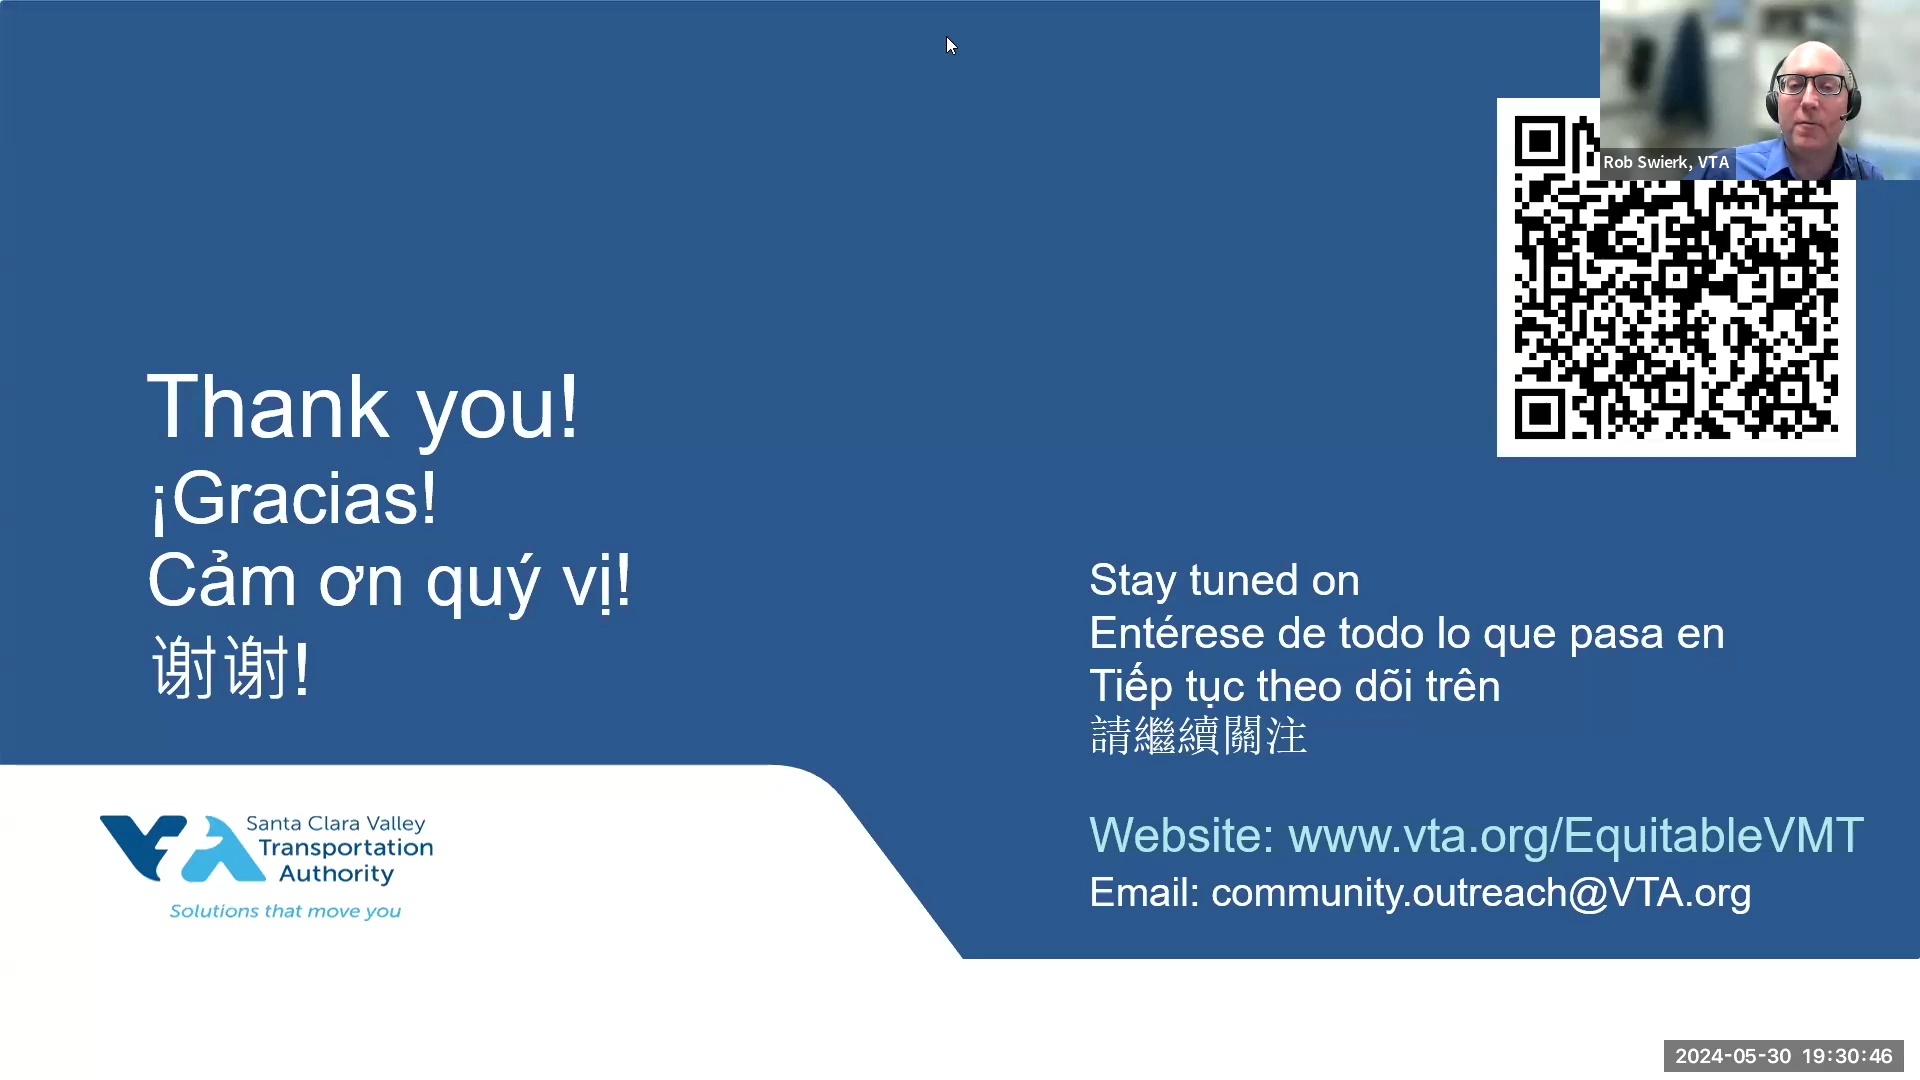 Rob Swierk, VTA
Thank you!
¡Gracias!
Cảm ơn quý vị!
谢谢!
Stay tuned on
Entérese de todo lo que pasa en
Tiếp tục theo dõi trên
請繼續關注
Website: www.vta.org/EquitableVMT
Email: community.outreach@VTA.org
VTA
Santa Clara Valley
Transportation
Authority
Solutions that move you
2024-05-30 19:30:46